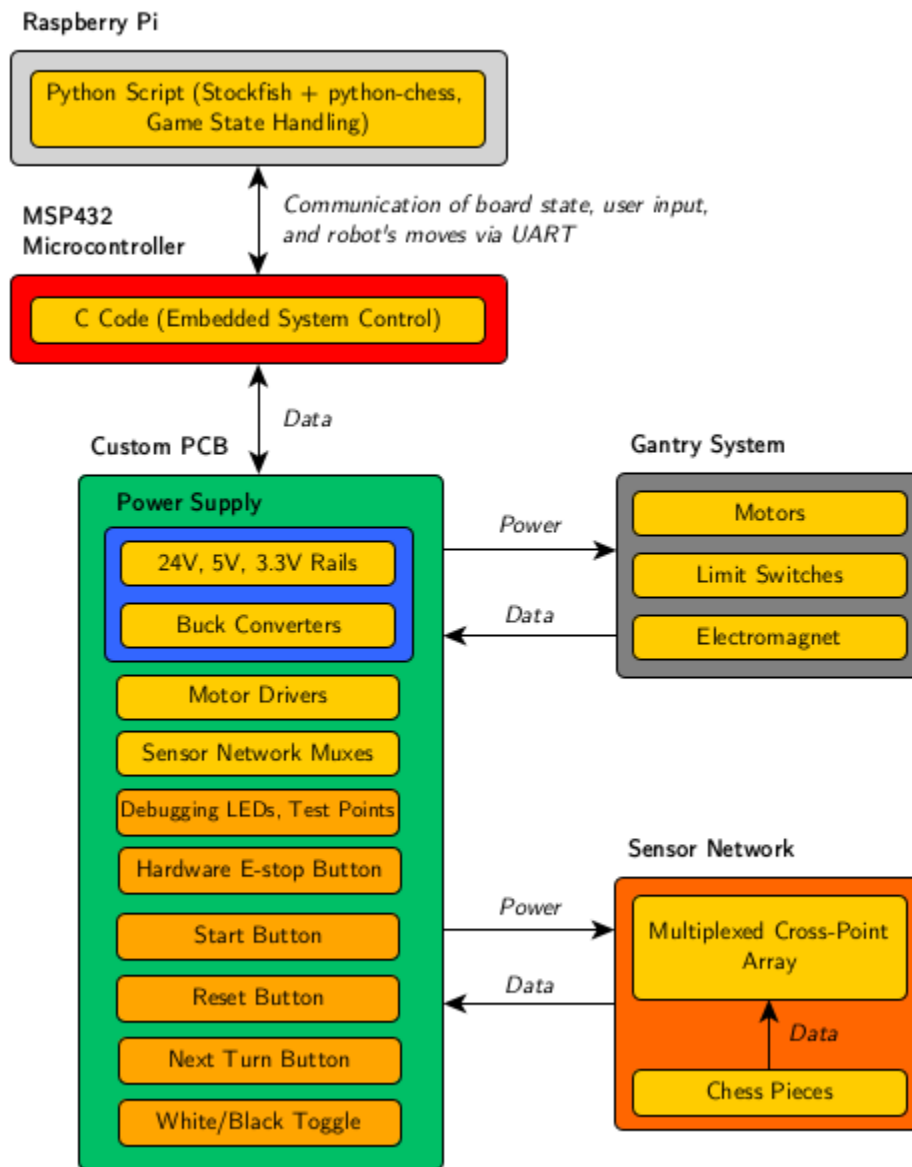 Raspberry Pi
Python Script (Stockfish + python-chess,
Game State Handling)
Communication of board state, user input,
and robot's moves via UART
MSP432
Microcontroller
C Code (Embedded System Control)
Data
Custom PCB
Power Supply
24V, 5V, 3.3V Rails
Buck Converters
Motor Drivers
Sensor Network Muxes
Debugging LEDs, Test Points
Hardware E-stop Button
Start Button
Reset Button
Next Turn Button
White/Black Toggle
Power
Data
Gantry System
Motors
Limit Switches
Electromagnet
Power
Data
Sensor Network
Multiplexed Cross-Point
Array
Data
Chess Pieces